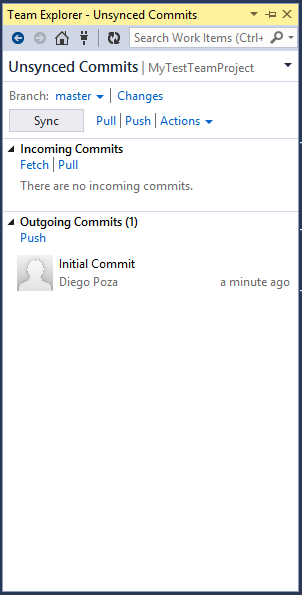 Team Explorer - Unsynced Commits
Search Work Items (Ctrl+
Unsynced Commits | MyTestTeamProject
Branch: master | Changes
Sync Pull | Push | Actions
Incoming Commits
Fetch | Pull
There are no incoming commits.
Outgoing Commits (1)
Push
Initial Commit
Diego Poza a minute ago